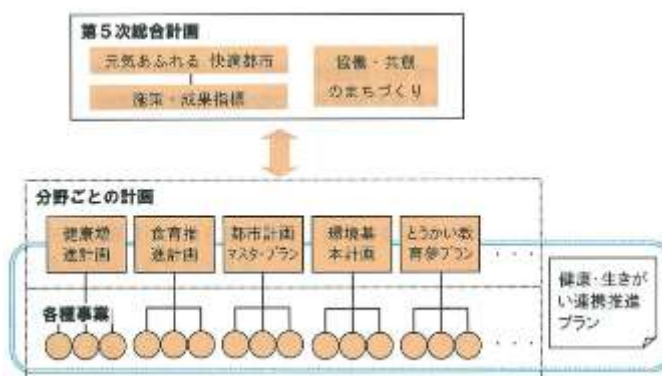 第5次総合計画
元気あふれる 快適都市
施策・成果指標
協働・共創
のまちづくり
分野ごとの計画
健康増
進計画
食育推
進計画
都市計画
マスタープラン
環境基
本計画
とうかい教
育夢プラン
・・・
各種事業
・・・
健康・生きが
い連携推進
プラン